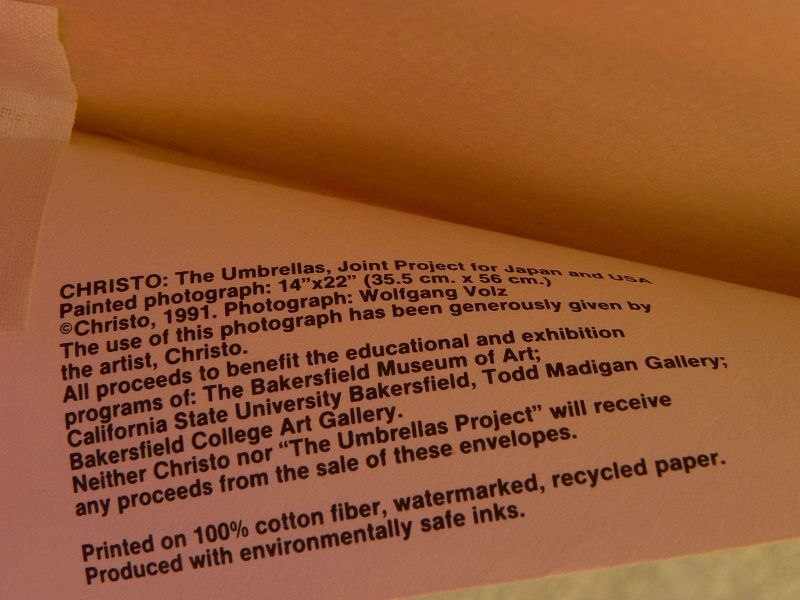 CHRISTO: The Umbrellas, Joint Project for Japan and USA
Painted photograph: 14”x22” (35.5 cm. x 56 cm.)
©Christo, 1991. Photograph: Wolfgang Volz
The use of this photograph has been generously given by
the artist, Christo.
All proceeds to benefit the educational and exhibition
programs of: The Bakersfield Museum of Art;
California State University Bakersfield, Todd Madigan Gallery;
Bakersfield College Art Gallery.
Neither Christo nor “The Umbrellas Project” will receive
any proceeds from the sale of these envelopes.
Printed on 100% cotton fiber, watermarked, recycled paper.
Produced with environmentally safe inks.